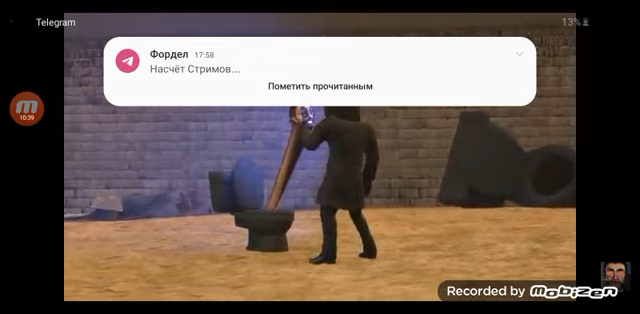 Telegram
13%
Фордел 17:58
Насчёт Стримов....
Пометить прочитанным
10:39
Recorded by mobizen